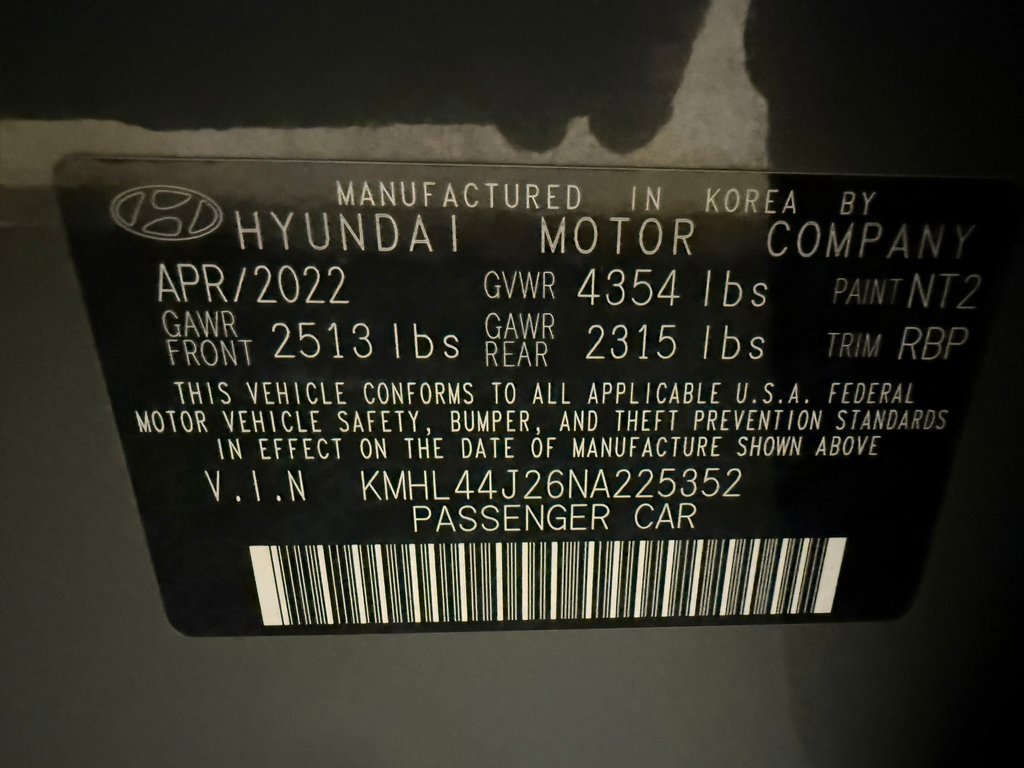 MANUFACTURED IN KOREA BY
HYUNDAI MOTOR COMPANY
APR/2022 GVWR 4354 lbs PAINT NT2
GAWR FRONT 2513 lbs GAWR REAR 2315 lbs TRIM RBP
THIS VEHICLE CONFORMS TO ALL APPLICABLE U.S.A. FEDERAL
MOTOR VEHICLE SAFETY, BUMPER, AND THEFT PREVENTION STANDARDS
IN EFFECT ON THE DATE OF MANUFACTURE SHOWN ABOVE
V.I.N KMHL44J26NA225352
PASSENGER CAR